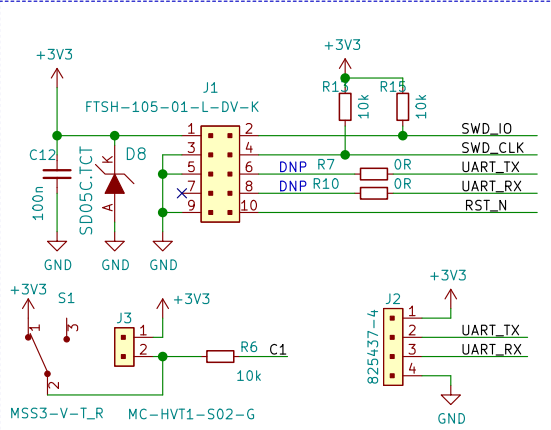 +3V3
+3V3
J1
R13
R15
10k
10k
FTSH-105-01-L-DV-K
1 2
SWD_IO
3 4
SWD_CLK
C12
100n
SD05C.TCT
K
A
D8
5 6
DNP R7 0R
UART_TX
7 8
DNP R10 0R
UART_RX
9 10
RST_N
GND
GND
GND
+3V3
S1
1
3
2
MSS3-V-T_R
+3V3
J3
1
2
R6
10k
C1
MC-HVT1-S02-G
+3V3
J2
825437-4
1
2
UART_TX
3
UART_RX
4
GND